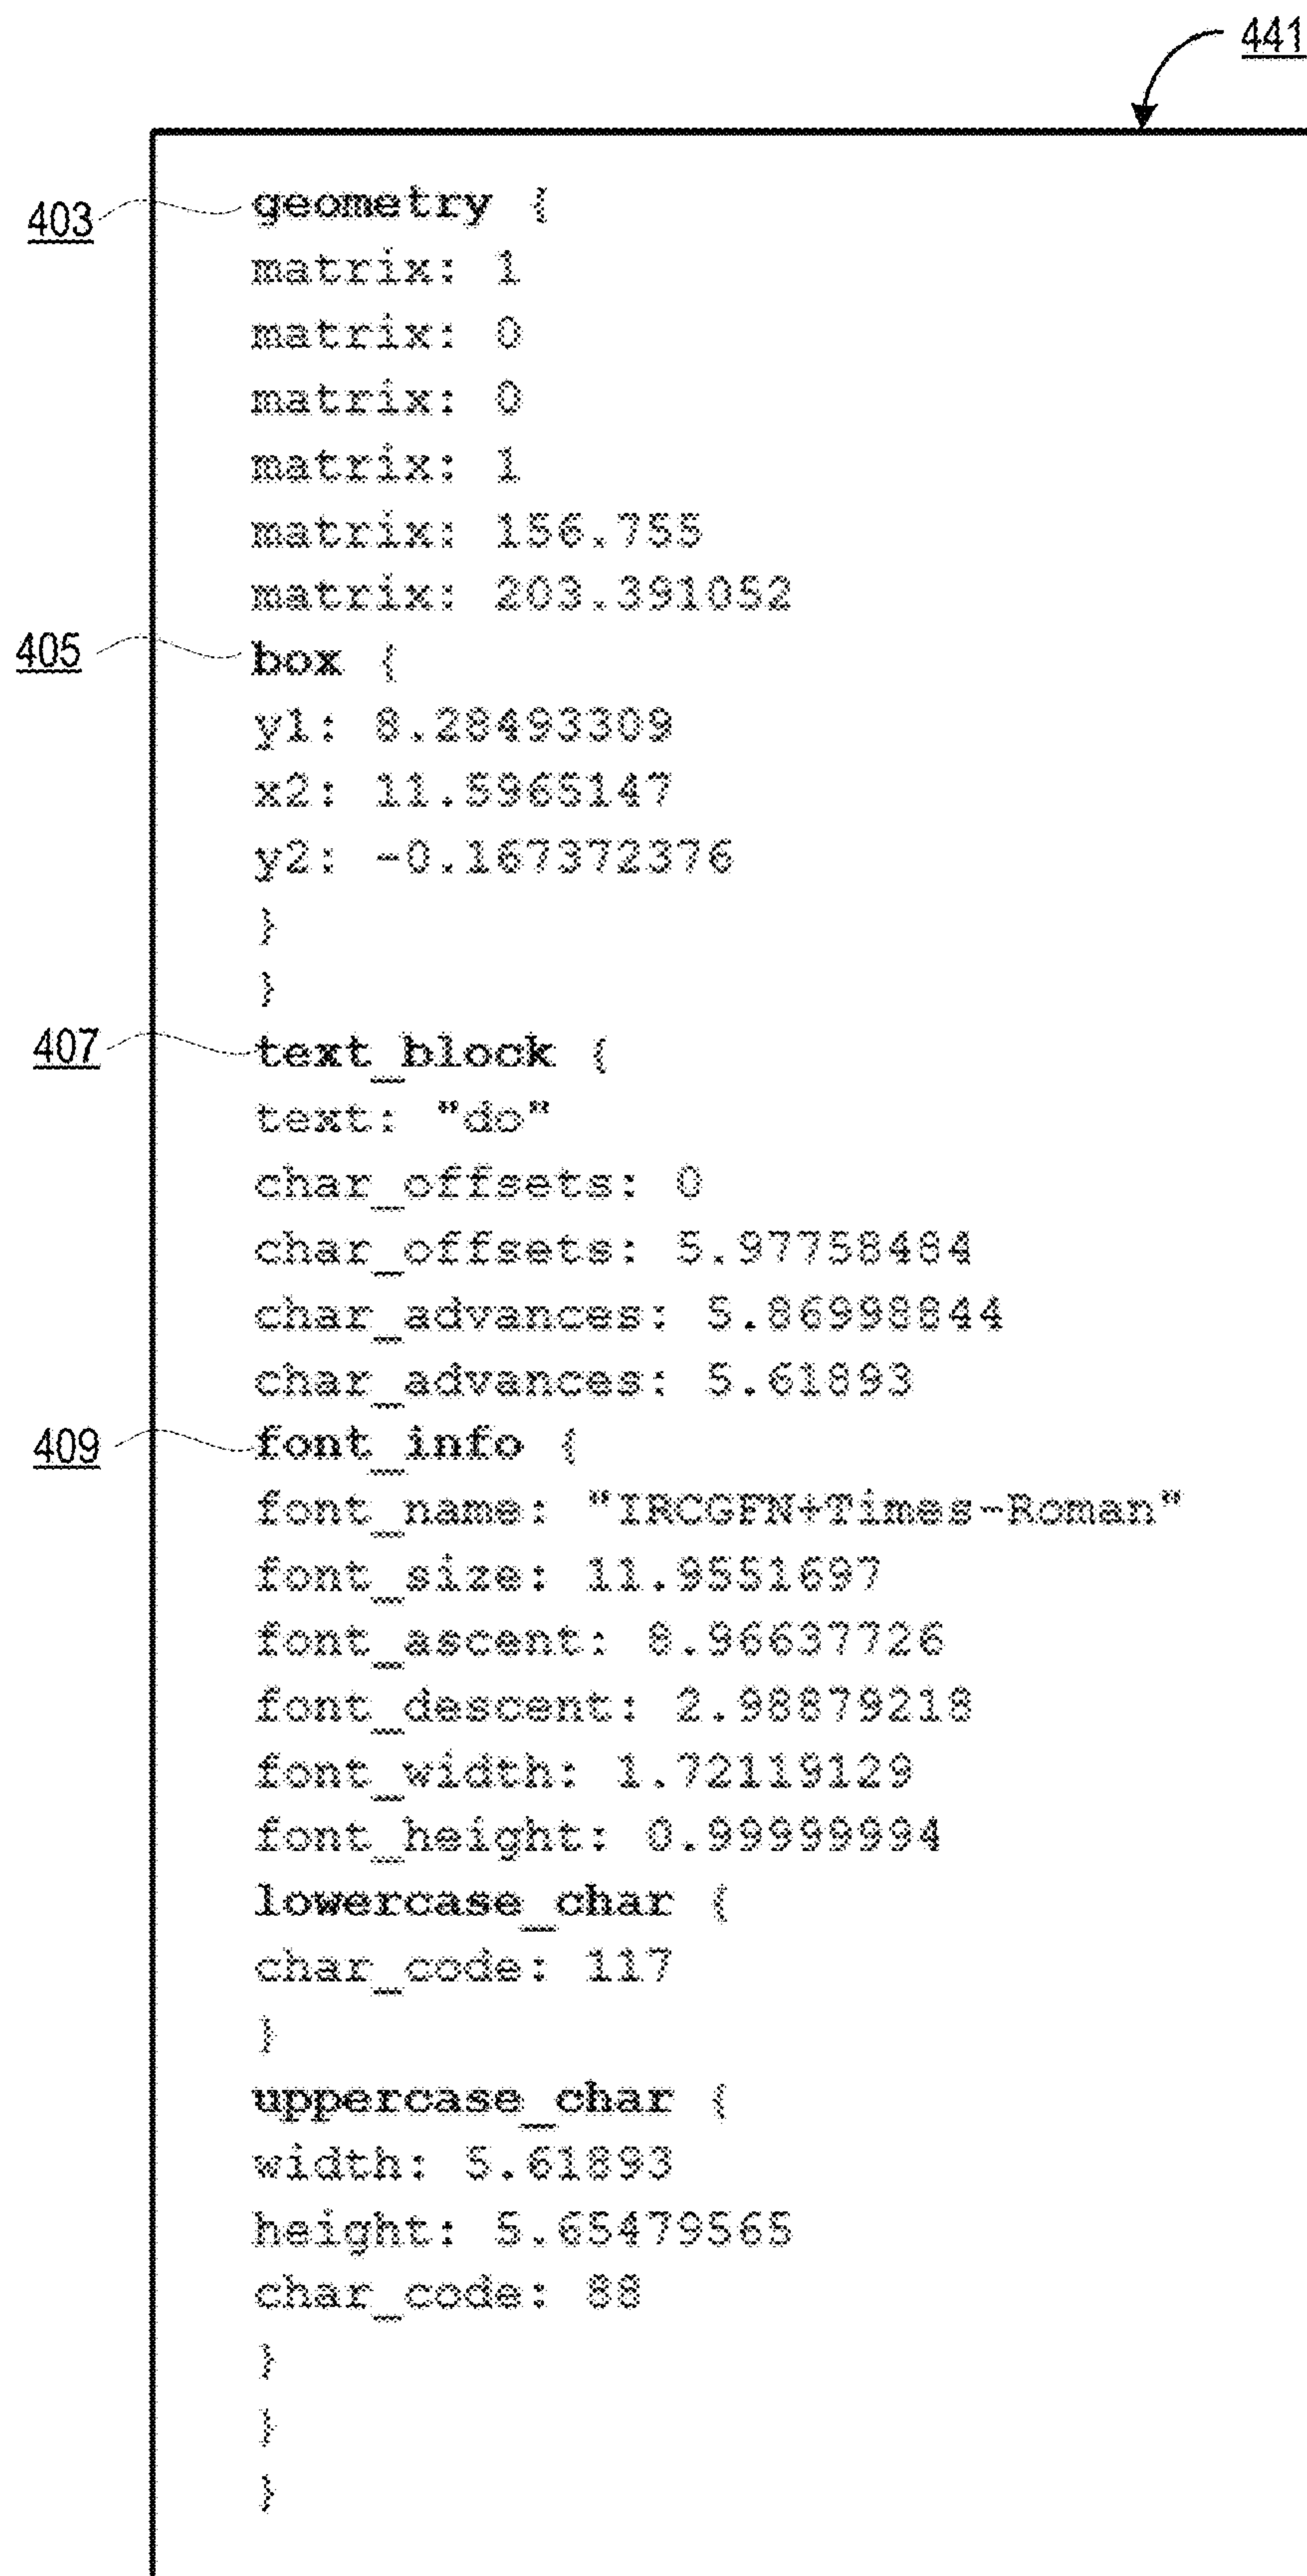 441
403 geometry {
matrix: 1
matrix: 0
matrix: 0
matrix: 1
matrix: 156.755
matrix: 203.391052
405 box {
y1: 8.28493309
x2: 11.5965147
y2: -0.167372376
}
}
407 text_block {
text: "do"
char_offsets: 0
char_offsets: 5.97758484
char_advances: 5.86998844
char_advances: 5.61893
409 font_info {
font_name: "IRCGFN+Times-Roman"
font_size: 11.9551697
font_ascent: 8.96637726
font_descent: 2.98879218
font_width: 1.72119129
font_height: 0.99999994
lowercase_char {
char_code: 117
}
uppercase_char {
width: 5.61893
height: 5.65479565
char_code: 88
}
}
}